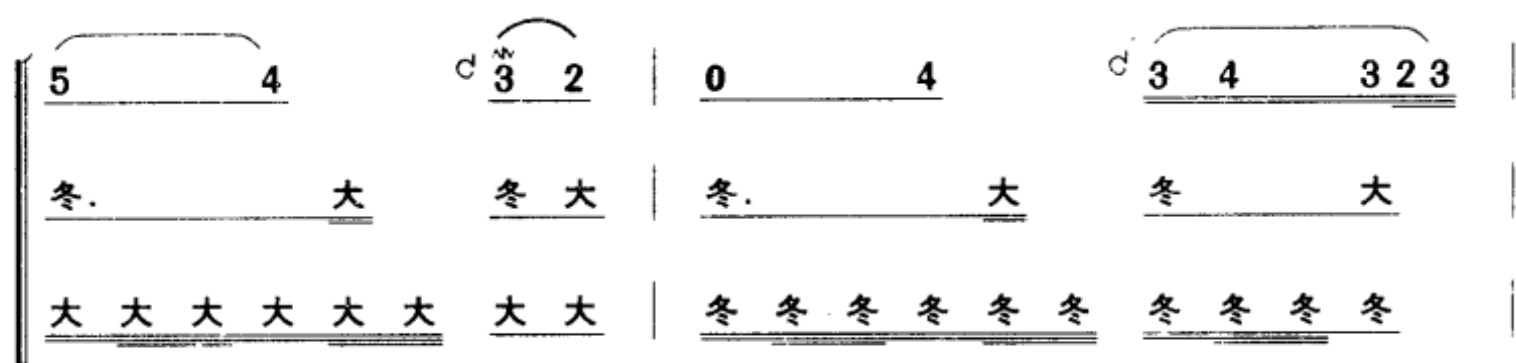 5 4 3 2 0 4 3 4 3 2 3
冬. 大 冬 大 冬. 大 冬 大
大 大 大 大 大 大 大 大 冬 冬 冬 冬 冬 冬 冬 冬 冬 冬